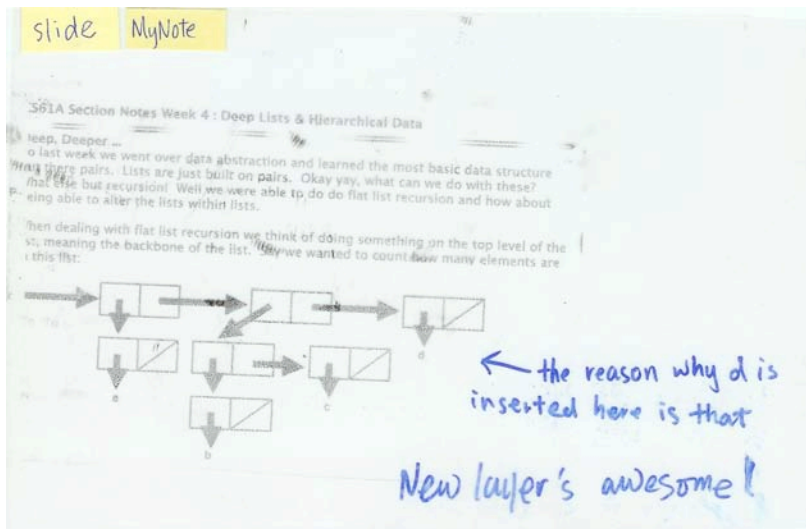 slide MyNote
S61A Section Notes Week 4: Deep Lists & Hierarchical Data
eep, Deeper ...
o last week we went over data abstraction and learned the most basic data structure
there pairs. Lists are just built on pairs. Okay yay, what can we do with these?
hat else but recursion! Well we were able to do do flat list recursion and how about
eing able to alter the lists within lists.
hen dealing with flat list recursion we think of doing something on the top level of the
st, meaning the backbone of the list. Say we wanted to count how many elements are
this list:
d
the reason why d is
inserted here is that
a
c
b
New layer's awesome!